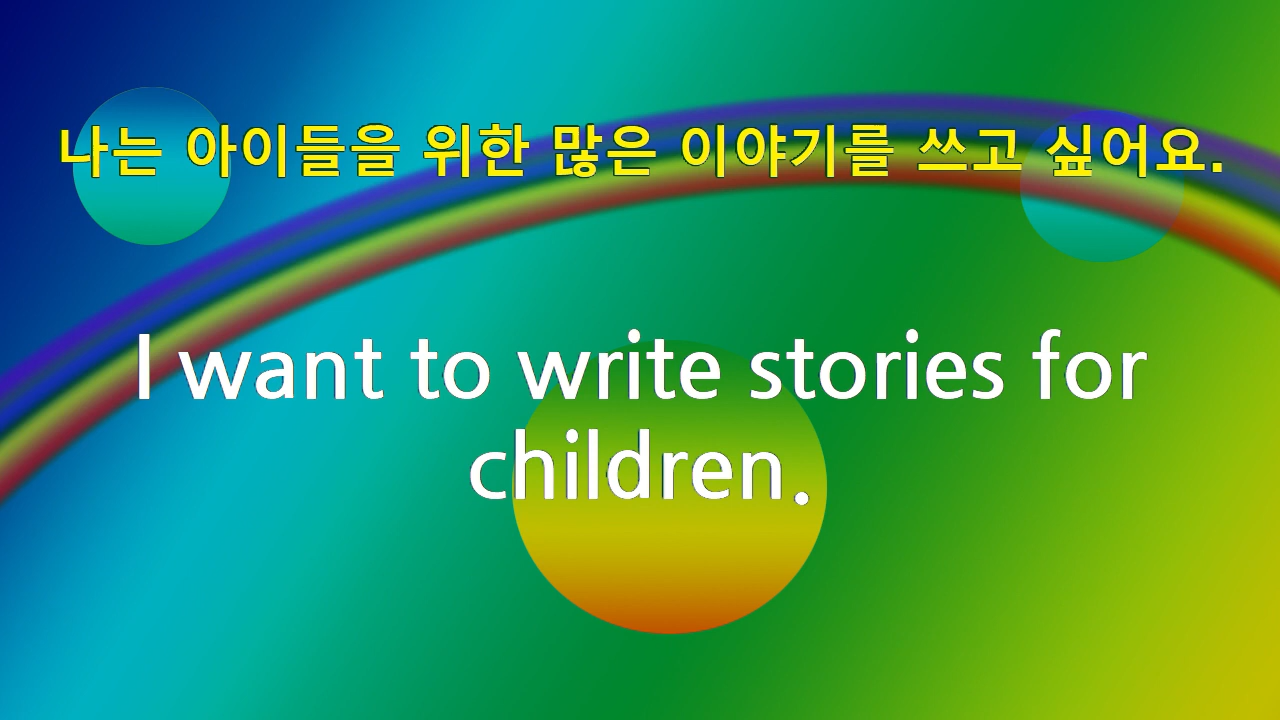 나는 아이들을 위한 많은 이야기를 쓰고 싶어요.
I want to write stories for
children.